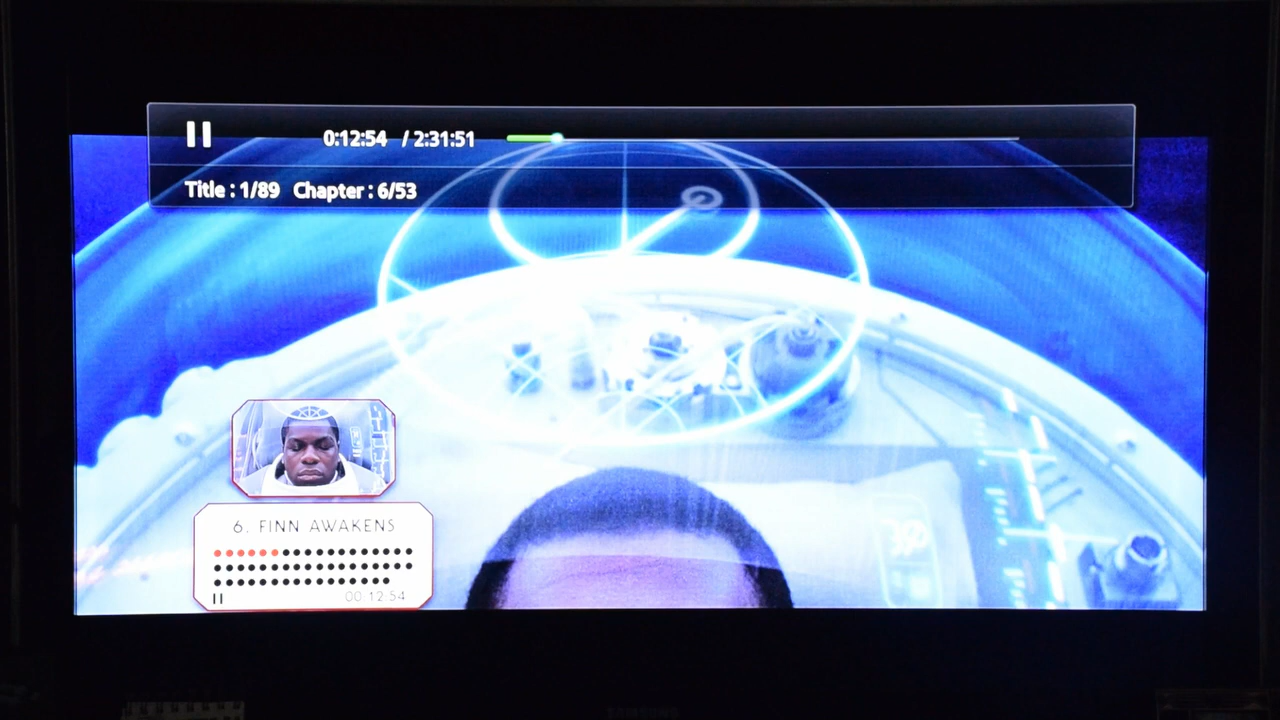 0:12:54 / 2:31:51
Title : 1/89 Chapter : 6/53
6. FINN AWAKENS
00:12:54